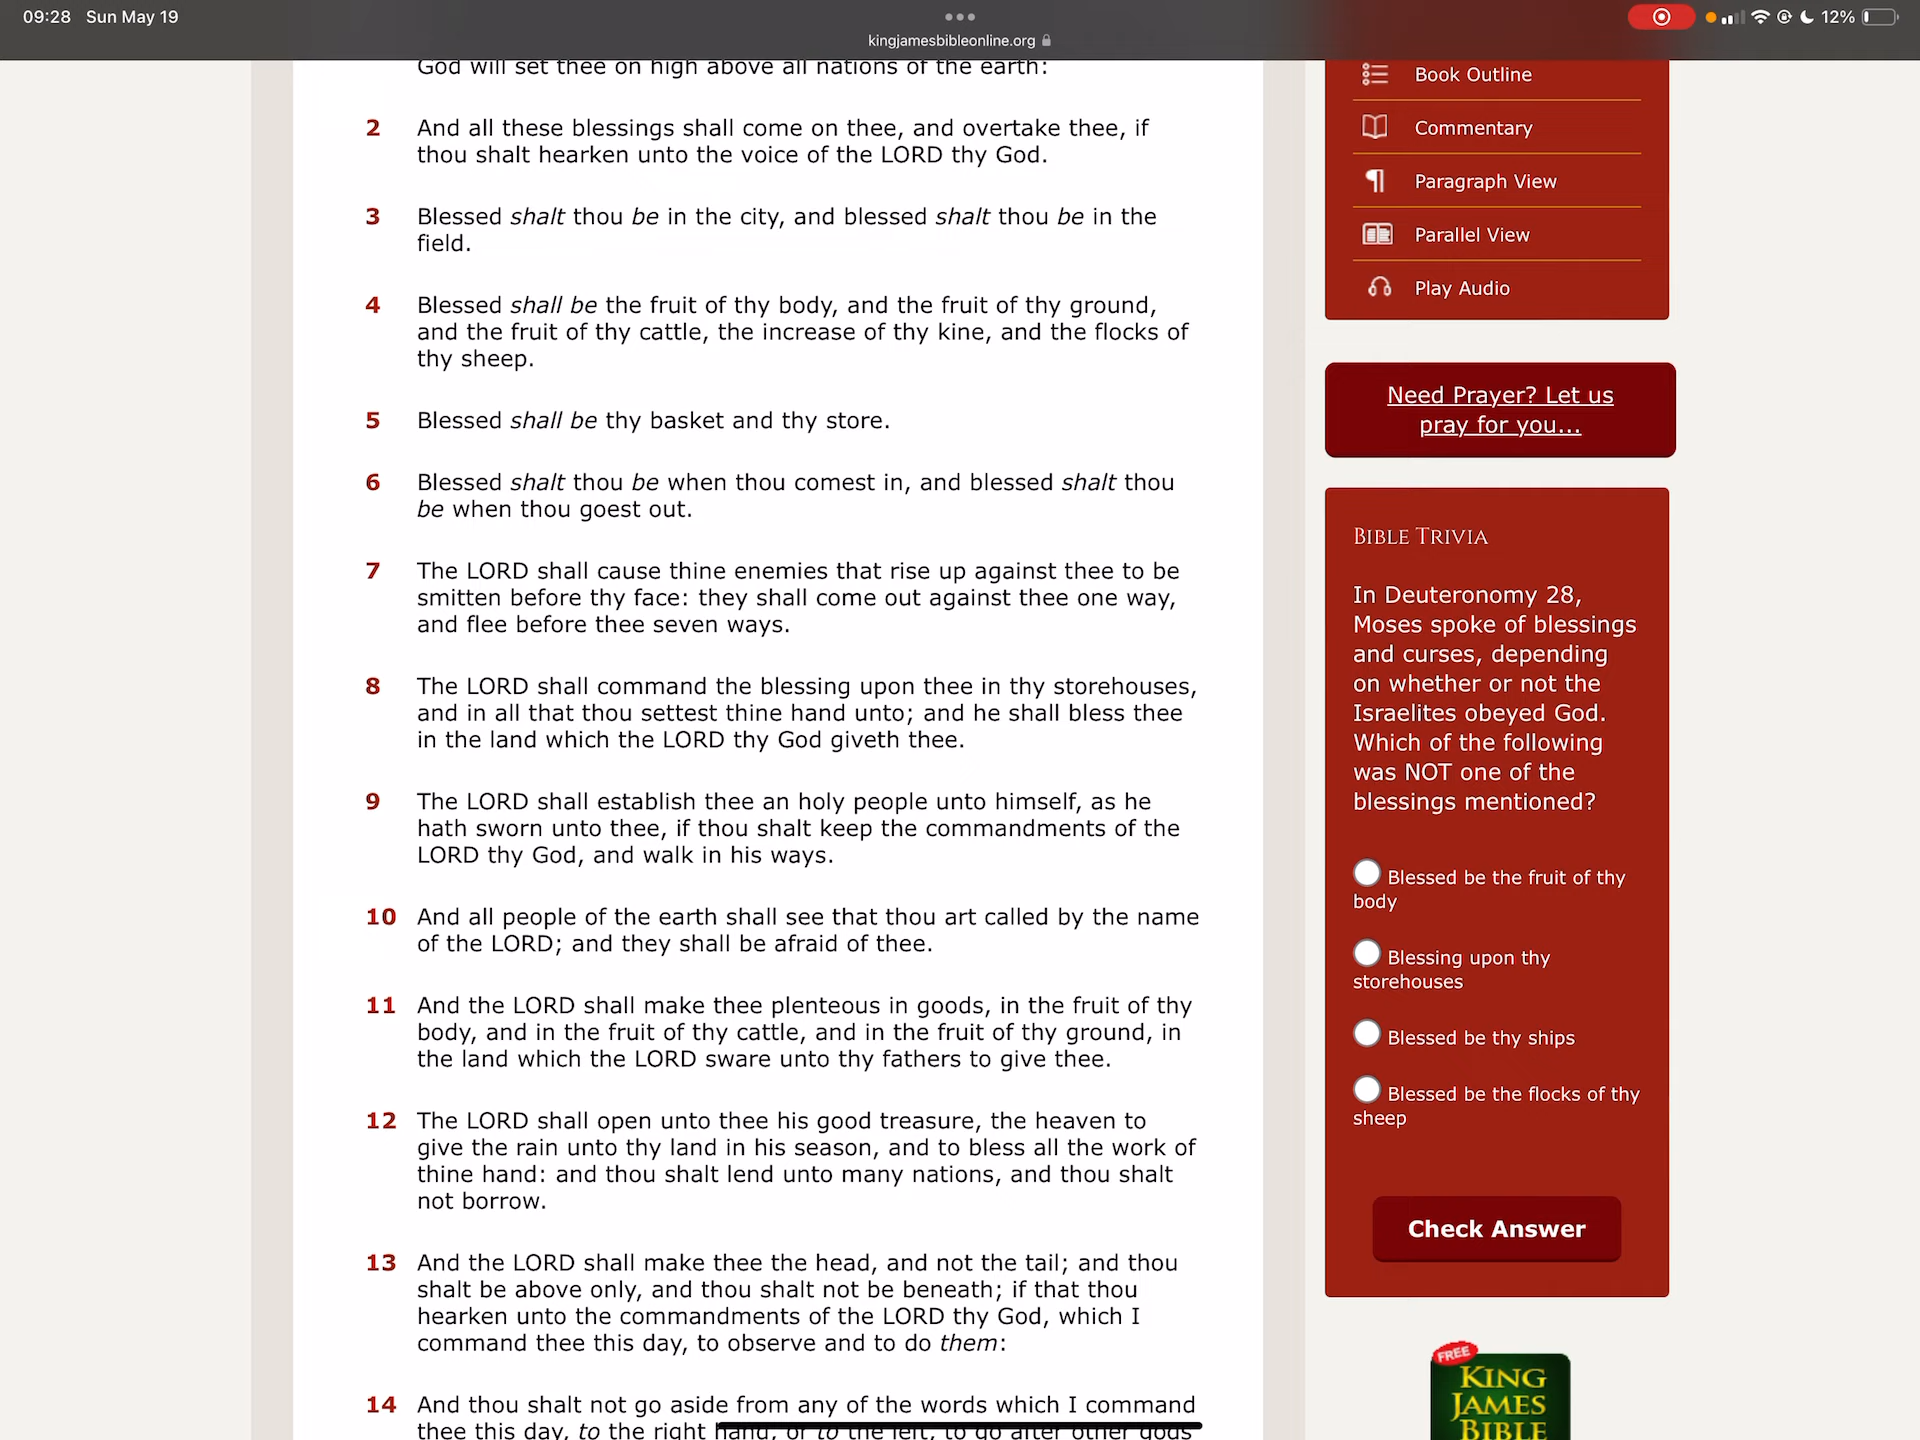 09:28 Sun May 19
12%
kingjamesbibleonline.org
God will set thee on high above all nations of the earth:
2 And all these blessings shall come on thee, and overtake thee, if
thou shalt hearken unto the voice of the LORD thy God.
3 Blessed shalt thou be in the city, and blessed shalt thou be in the
field.
4 Blessed shall be the fruit of thy body, and the fruit of thy ground,
and the fruit of thy cattle, the increase of thy kine, and the flocks of
thy sheep.
5 Blessed shall be thy basket and thy store.
6 Blessed shalt thou be when thou comest in, and blessed shalt thou
be when thou goest out.
7 The LORD shall cause thine enemies that rise up against thee to be
smitten before thy face: they shall come out against thee one way,
and flee before thee seven ways.
8 The LORD shall command the blessing upon thee in thy storehouses,
and in all that thou settest thine hand unto; and he shall bless thee
in the land which the LORD thy God giveth thee.
9 The LORD shall establish thee an holy people unto himself, as he
hath sworn unto thee, if thou shalt keep the commandments of the
LORD thy God, and walk in his ways.
10 And all people of the earth shall see that thou art called by the name
of the LORD; and they shall be afraid of thee.
11 And the LORD shall make thee plenteous in goods, in the fruit of thy
body, and in the fruit of thy cattle, and in the fruit of thy ground, in
the land which the LORD sware unto thy fathers to give thee.
12 The LORD shall open unto thee his good treasure, the heaven to
give the rain unto thy land in his season, and to bless all the work of
thine hand: and thou shalt lend unto many nations, and thou shalt
not borrow.
13 And the LORD shall make thee the head, and not the tail; and thou
shalt be above only, and thou shalt not be beneath; if that thou
hearken unto the commandments of the LORD thy God, which I
command thee this day, to observe and to do them:
14 And thou shalt not go aside from any of the words which I command
thee this day, to the right hand, or to the left, to go after other gods
Book Outline
Commentary
Paragraph View
Parallel View
Play Audio
Need Prayer? Let us
pray for you...
Bible Trivia
In Deuteronomy 28,
Moses spoke of blessings
and curses, depending
on whether or not the
Israelites obeyed God.
Which of the following
was NOT one of the
blessings mentioned?
Blessed be the fruit of thy
body
Blessing upon thy
storehouses
Blessed be thy ships
Blessed be the flocks of thy
sheep
Check Answer
FREE
KING
JAMES
BIBLE